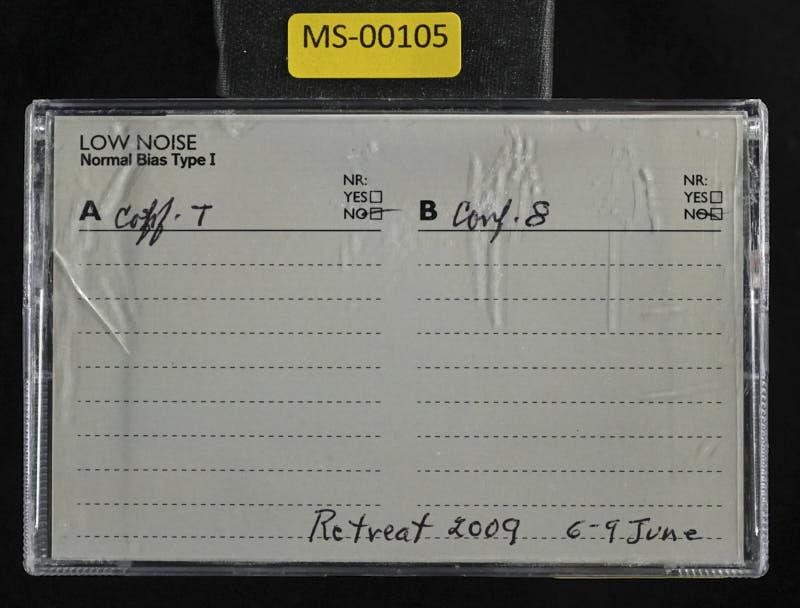 MS-00105
LOW NOISE
Normal Bias Type I
NR:
YES
NO
A Conf. 7
NR:
YES
NO
B Conf. 8
Retreat 2009 6-9 June